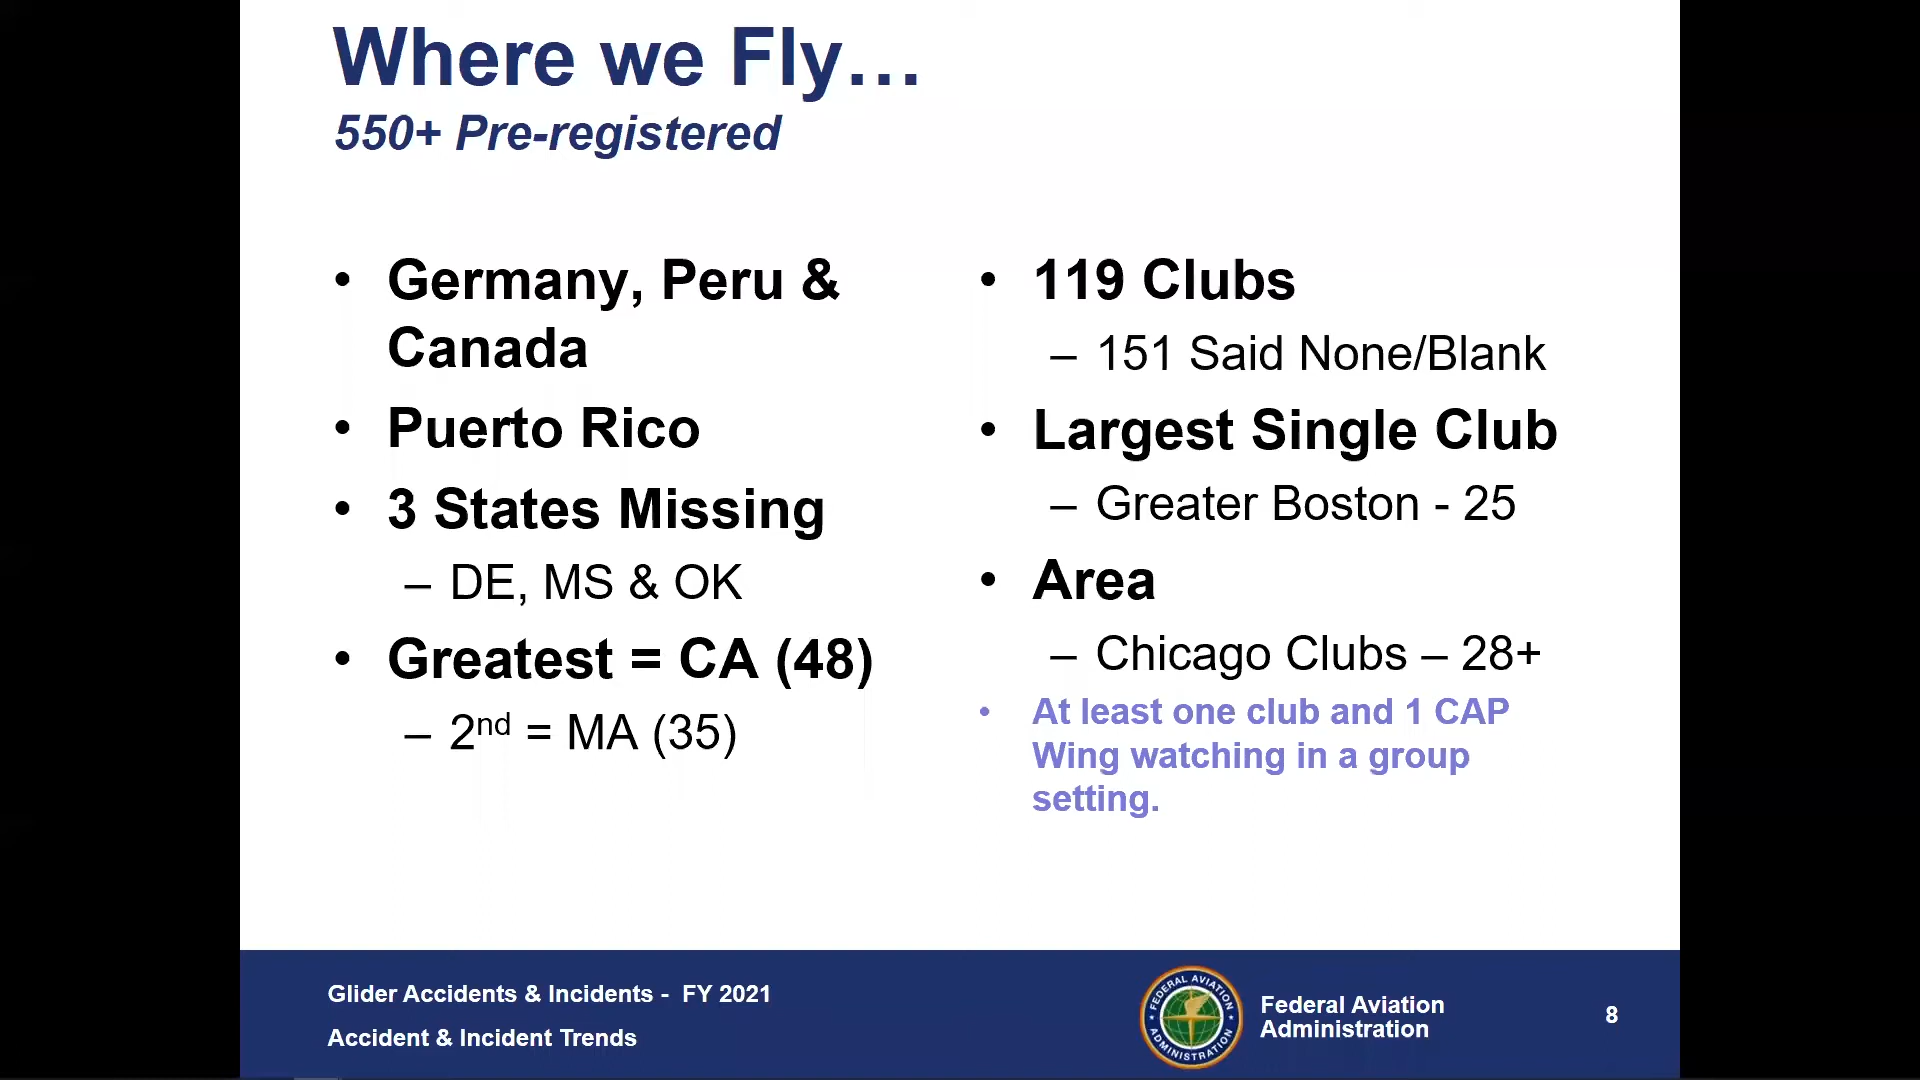 Where we Fly…
550+ Pre-registered
• Germany, Peru &
Canada
• Puerto Rico
• 3 States Missing
– DE, MS & OK
• Greatest = CA (48)
– 2nd = MA (35)
• 119 Clubs
– 151 Said None/Blank
• Largest Single Club
– Greater Boston - 25
• Area
– Chicago Clubs – 28+
• At least one club and 1 CAP
Wing watching in a group
setting.
Glider Accidents & Incidents - FY 2021
Accident & Incident Trends
FEDERAL AVIATION
ADMINISTRATION
Federal Aviation
Administration
8